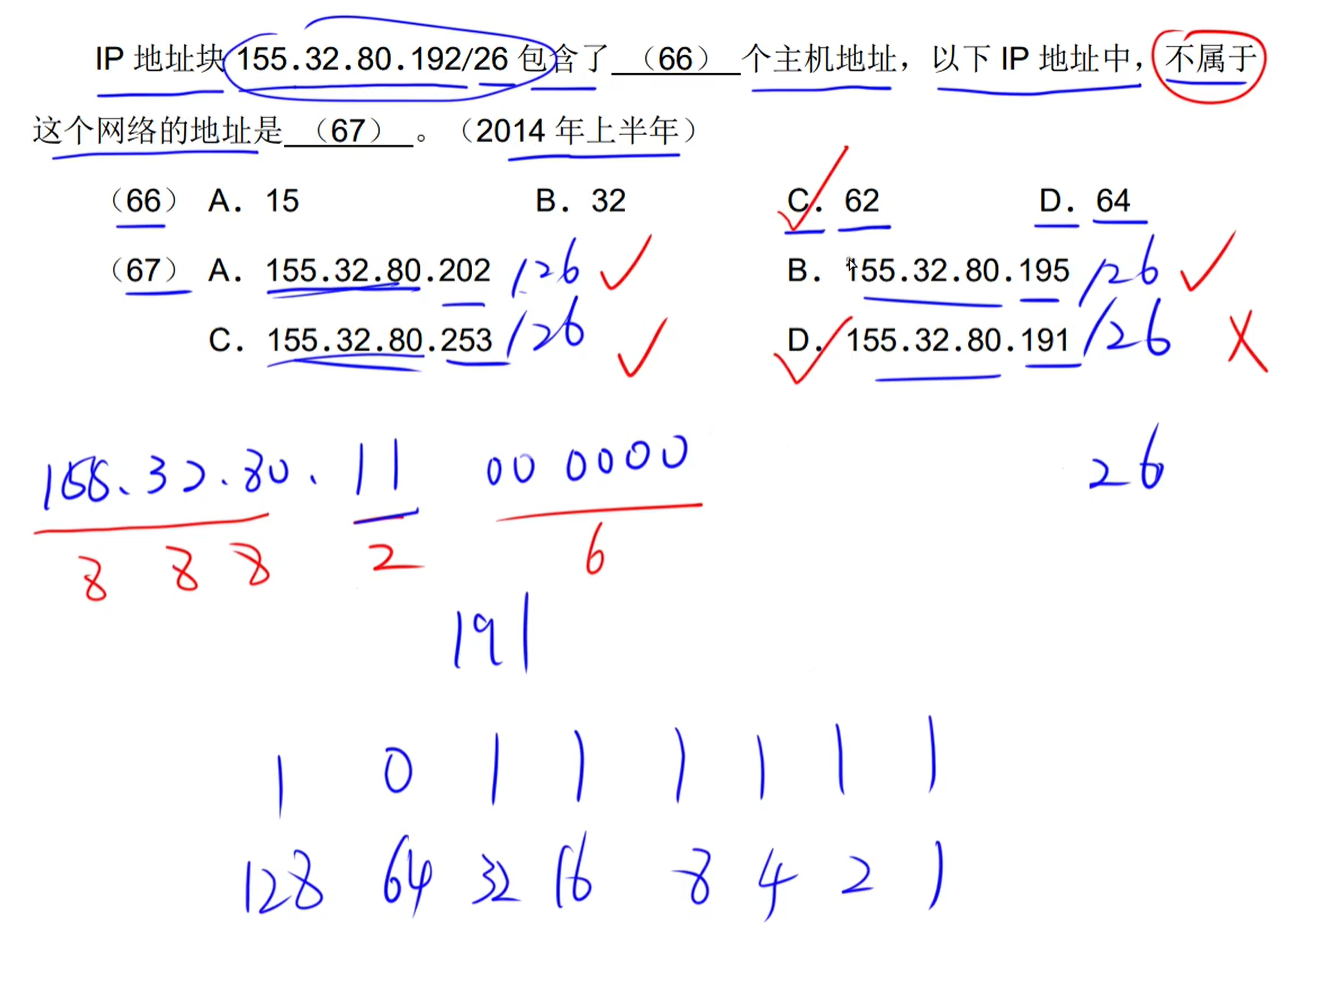 IP 地址块 155.32.80.192/26 包含了 （66） 个主机地址，以下 IP 地址中，不属于
这个网络的地址是 （67） 。（2014 年上半年）
（66） A. 15 B. 32 C. 62 D. 64
（67） A. 155.32.80.202 /26 B. 155.32.80.195 /26
C. 155.32.80.253 /26 D. 155.32.80.191 /26
155.32.80.11 00 0000 26
8 8 8 2 6
191
1 0 1 1 1 1 1 1
128 64 32 16 8 4 2 1